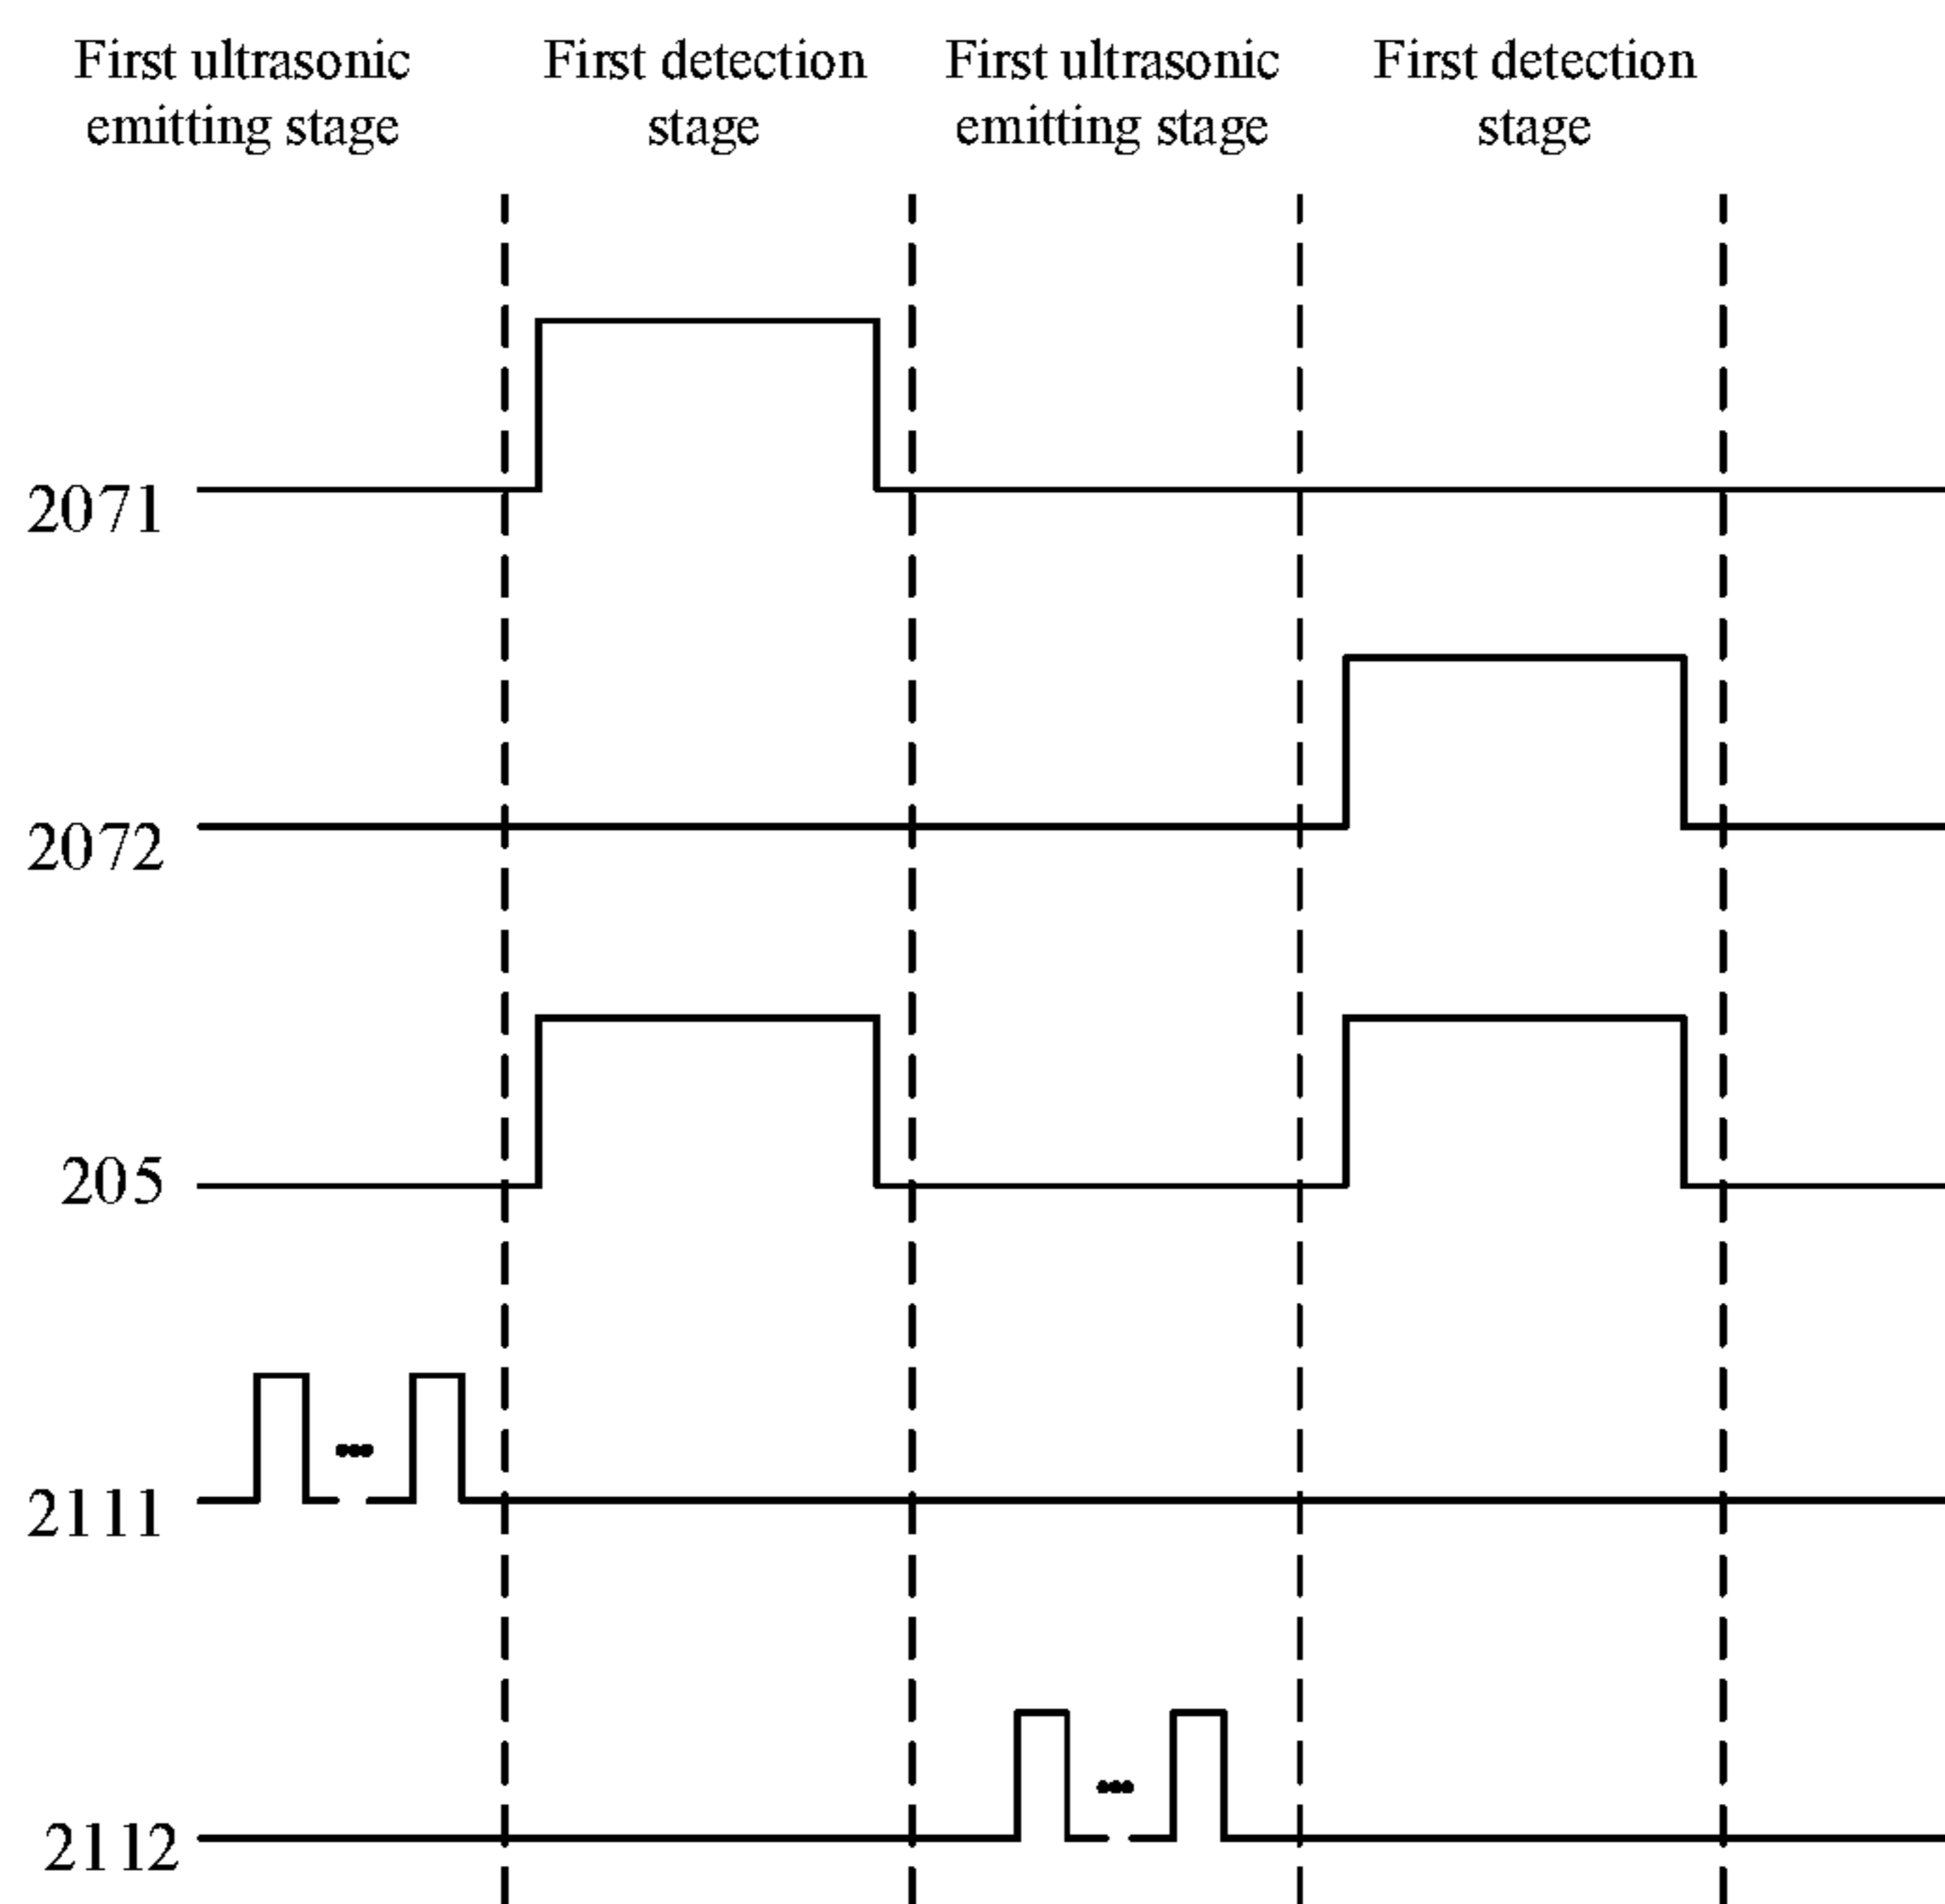 First ultrasonic
emitting stage
First detection
stage
First ultrasonic
emitting stage
First detection
stage
2071
2072
205
2111
2112